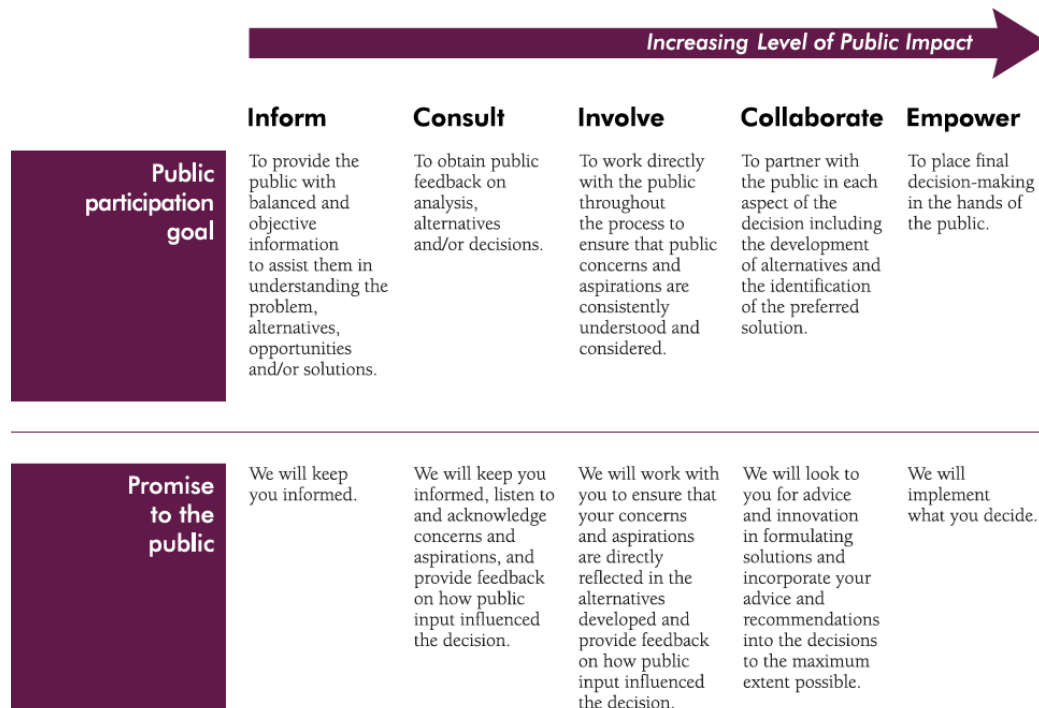 Increasing Level of Public Impact
Inform
Consult
Involve
Collaborate
Empower
Public
participation
goal
To provide the
public with
balanced and
objective
information
to assist them in
understanding the
problem,
alternatives,
opportunities
and/or solutions.
To obtain public
feedback on
analysis,
alternatives
and/or decisions.
To work directly
with the public
throughout
the process to
ensure that public
concerns and
aspirations are
consistently
understood and
considered.
To partner with
the public in each
aspect of the
decision including
the development
of alternatives and
the identification
of the preferred
solution.
To place final
decision-making
in the hands of
the public.
Promise
to the
public
We will keep
you informed.
We will keep you
informed, listen to
and acknowledge
concerns and
aspirations, and
provide feedback
on how public
input influenced
the decision.
We will work with
you to ensure that
your concerns
and aspirations
are directly
reflected in the
alternatives
developed and
provide feedback
on how public
input influenced
the decision.
We will look to
you for advice
and innovation
in formulating
solutions and
incorporate your
advice and
recommendations
into the decisions
to the maximum
extent possible.
We will
implement
what you decide.